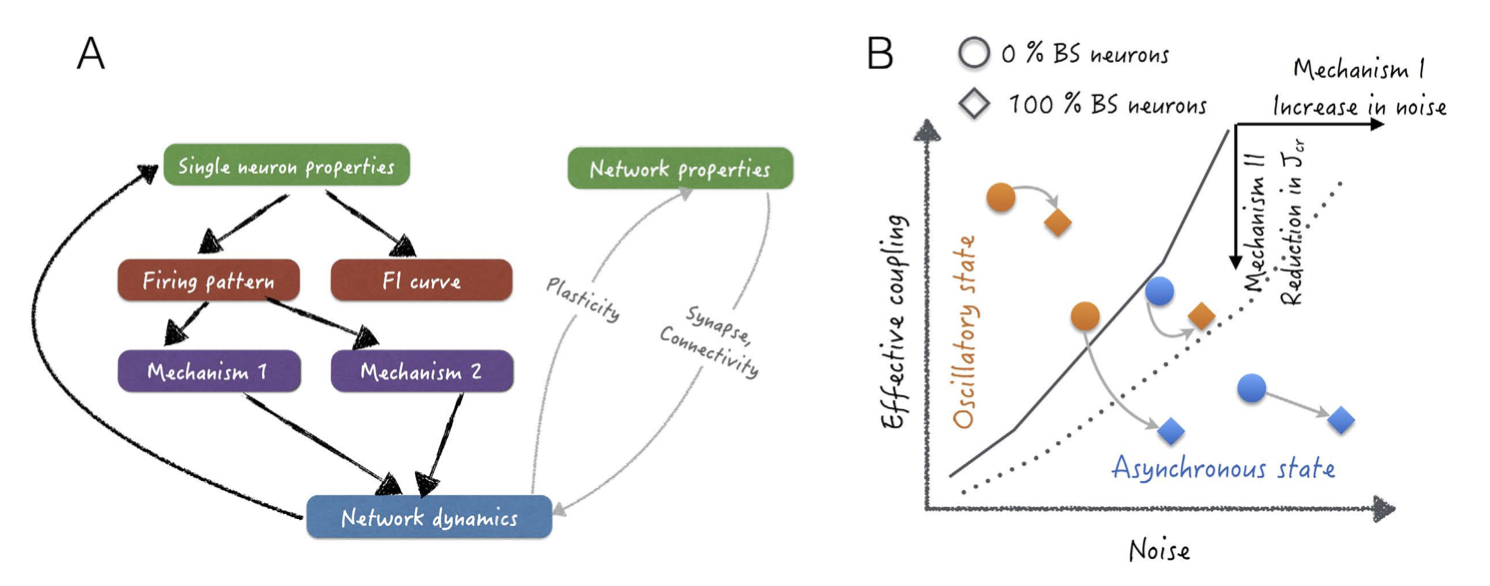 A
Single neuron properties
Network properties
Firing pattern
FI curve
Mechanism 1
Mechanism 2
Plasticity
Synapse,
Connectivity
Network dynamics
B
0 % BS neurons
100 % BS neurons
Mechanism I
Increase in noise
Mechanism II
Reduction in Jcr
Effective coupling
Oscillatory state
Asynchronous state
Noise